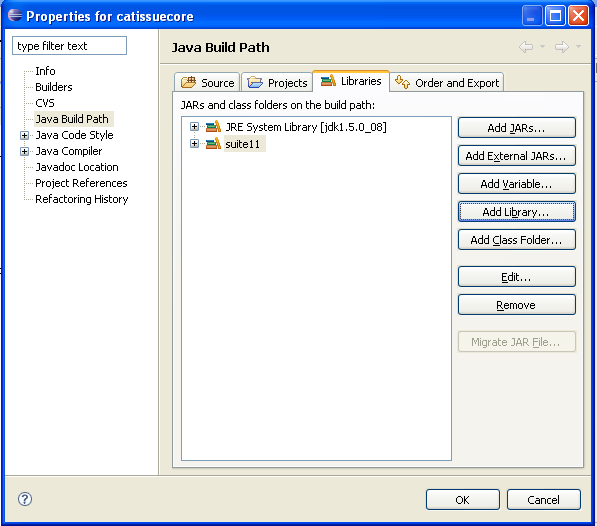 Properties for catissuecore
type filter text
Info
Builders
CVS
Java Build Path
Java Code Style
Java Compiler
Javadoc Location
Project References
Refactoring History
Java Build Path
Source Projects Libraries Order and Export
JARs and class folders on the build path:
JRE System Library [jdk1.5.0_08]
suite11
Add JARs...
Add External JARs...
Add Variable...
Add Library...
Add Class Folder...
Edit...
Remove
Migrate JAR File...
OK Cancel